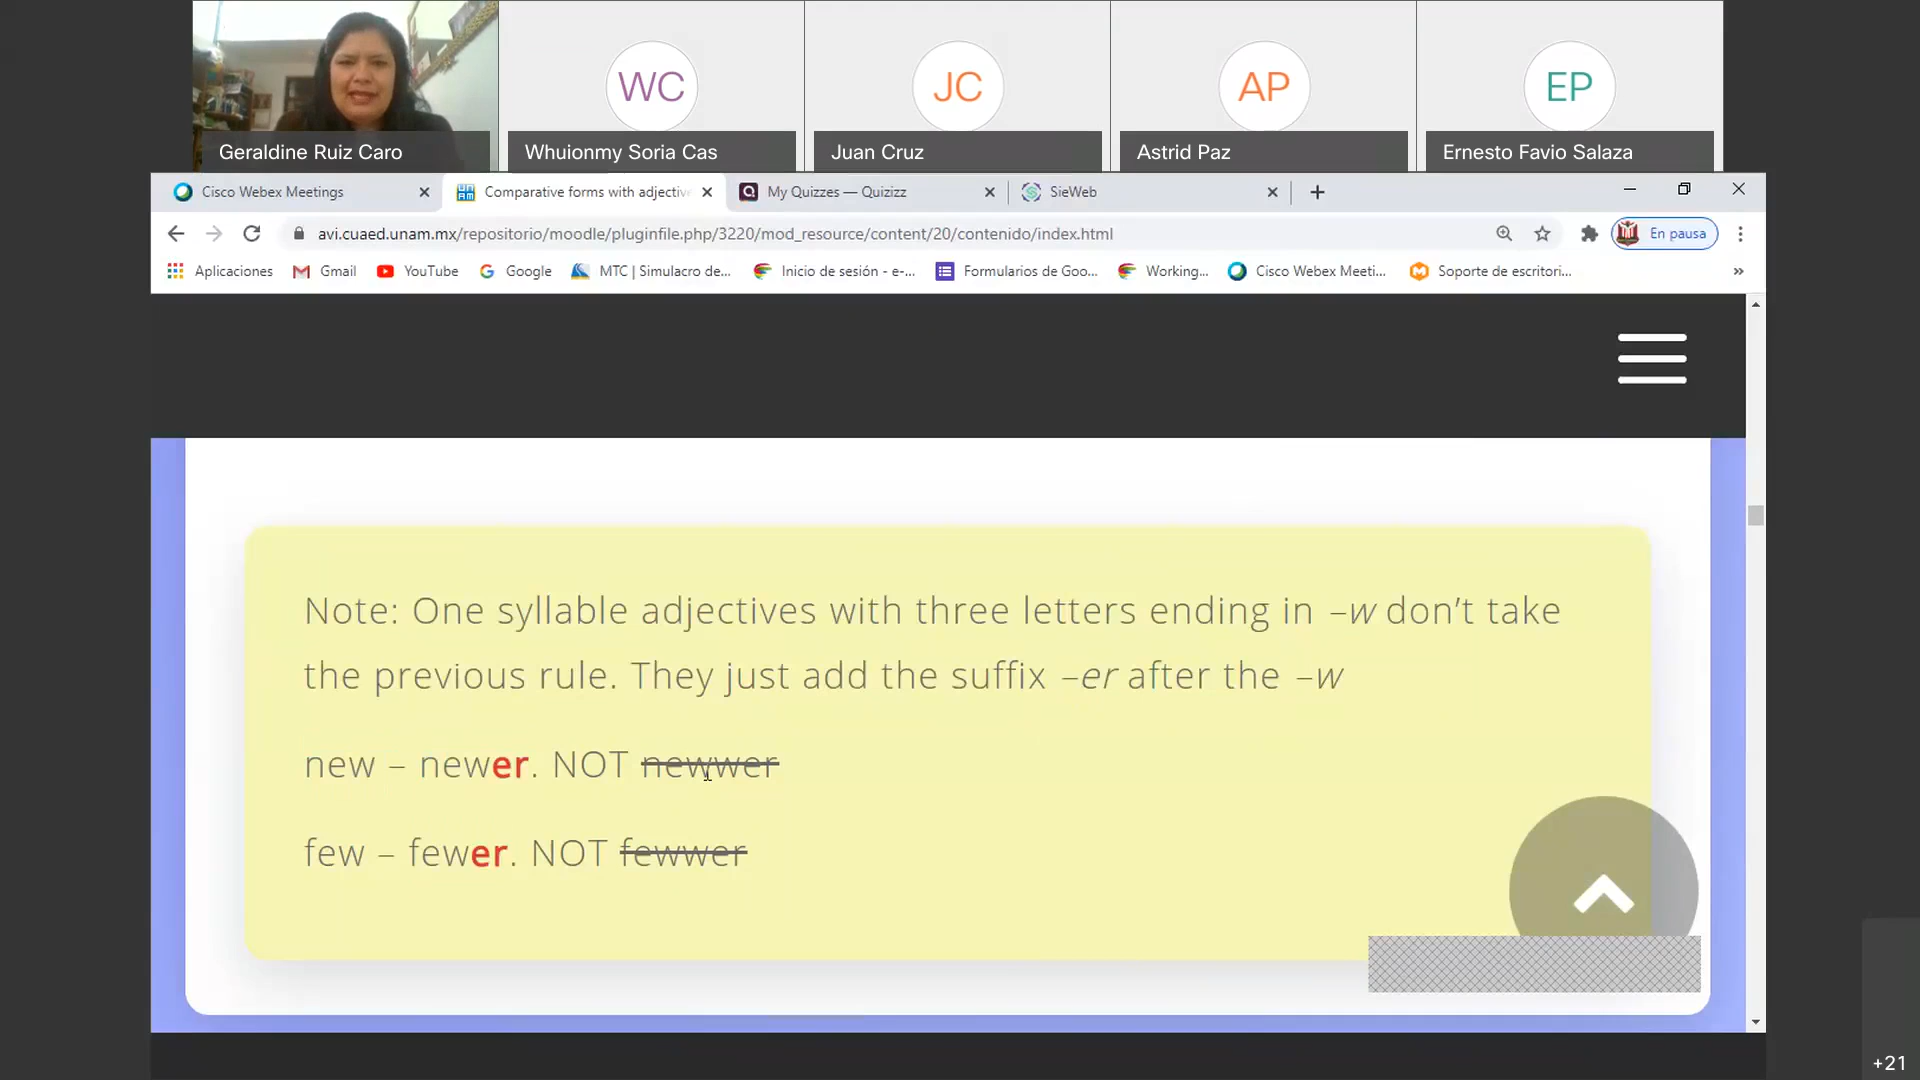 WC
JC
AP
EP
Geraldine Ruiz Caro
Whuionmy Soria Cas
Juan Cruz
Astrid Paz
Ernesto Favio Salaza
Cisco Webex Meetings
Comparative forms with adjectiv
My Quizzes — Quizizz
SieWeb
avi.cuaed.unam.mx/repositorio/moodle/pluginfile.php/3220/mod_resource/content/20/contenido/index.html
En pausa
Aplicaciones
Gmail
YouTube
Google
MTC | Simulacro de...
Inicio de sesión - e-...
Formularios de Goo...
Working...
Cisco Webex Meeti...
Soporte de escritori...
»
Note: One syllable adjectives with three letters ending in –w don’t take
the previous rule. They just add the suffix –er after the –w
new – newer. NOT newwer
few – fewer. NOT fewwer
+21